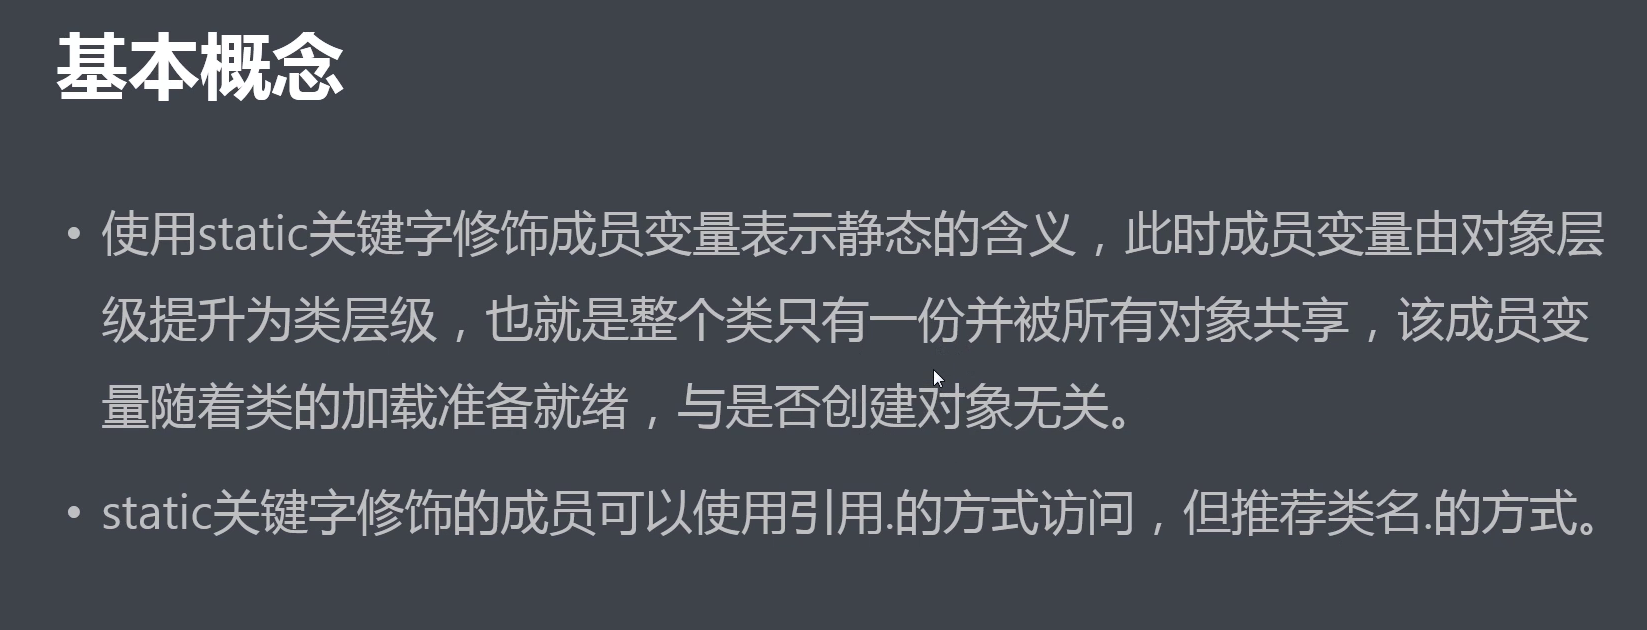 基本概念
• 使用static关键字修饰成员变量表示静态的含义，此时成员变量由对象层
级提升为类层级，也就是整个类只有一份并被所有对象共享，该成员变
量随着类的加载准备就绪，与是否创建对象无关。
• static关键字修饰的成员可以使用引用.的方式访问，但推荐类名.的方式。